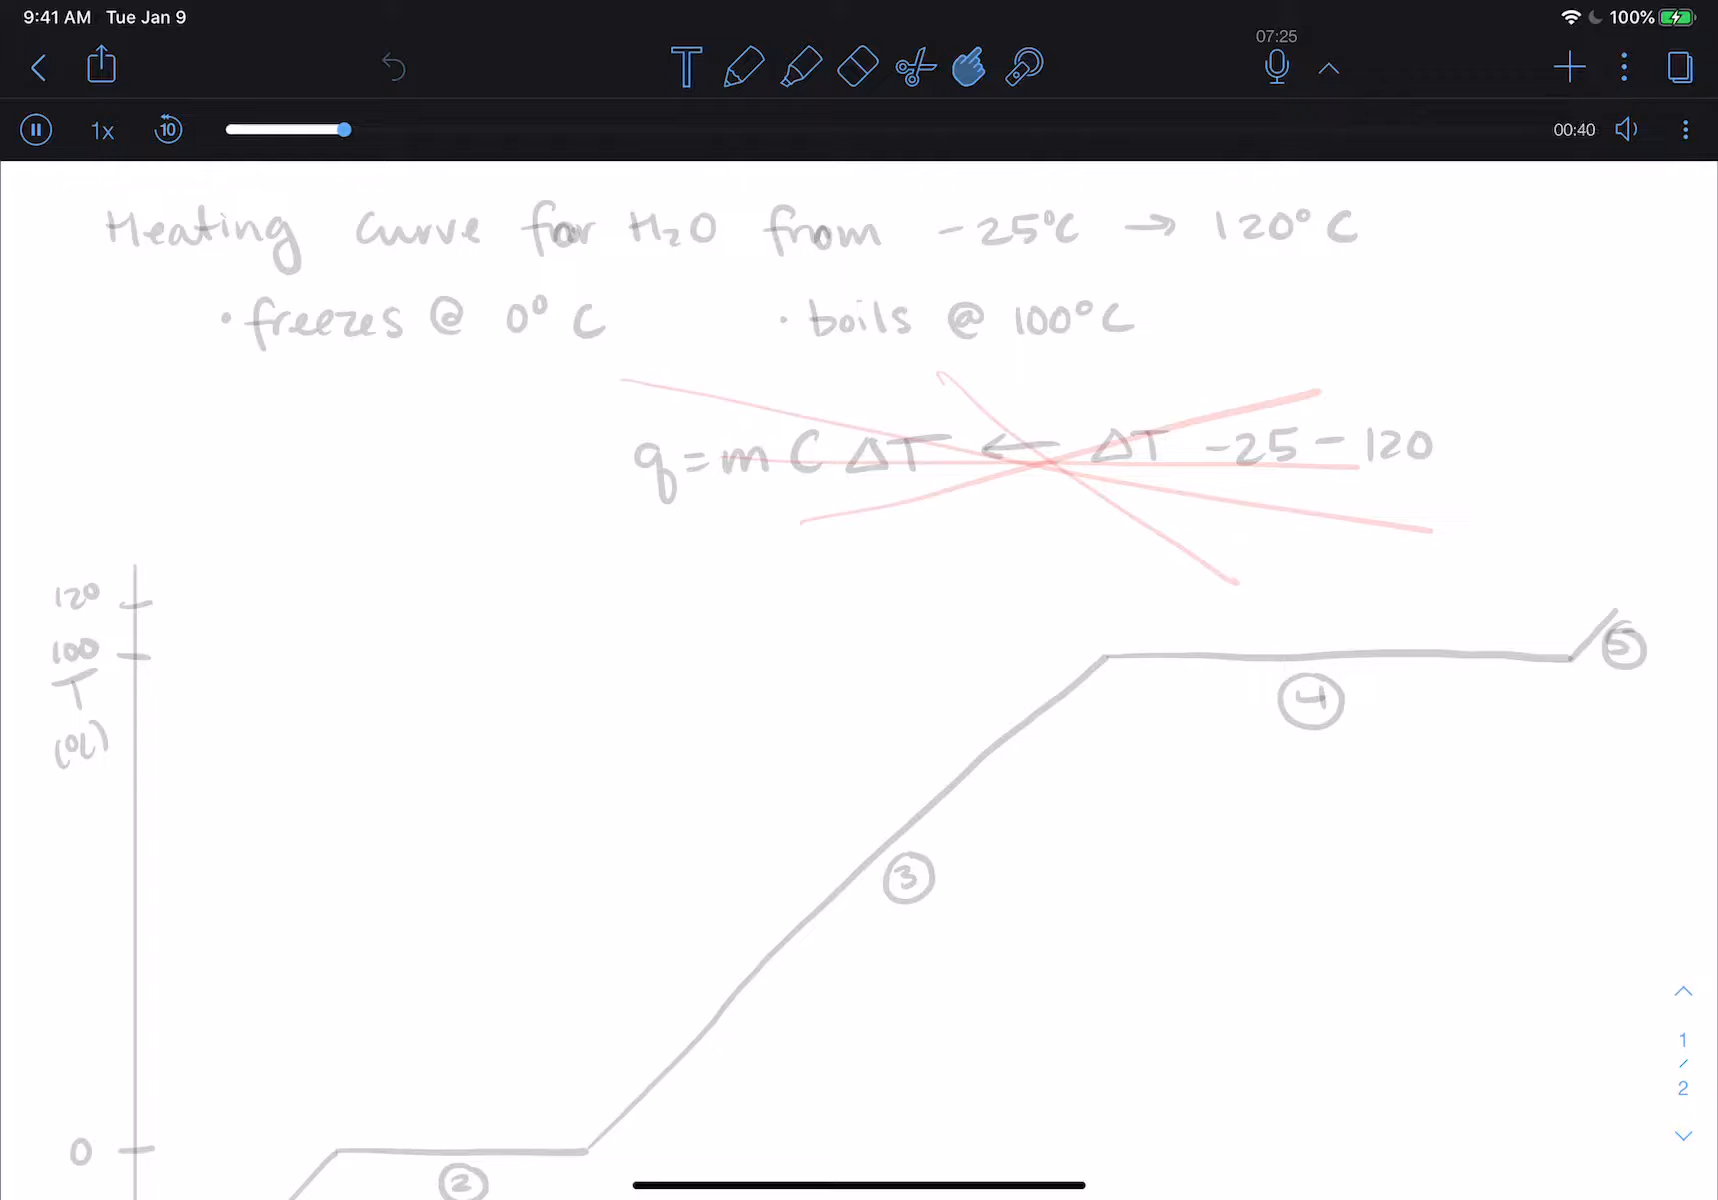 9:41 AM Tue Jan 9
100%
07:25
1x
10
00:40
Heating Curve for H₂O from -25°C → 120°C
• freezes @ 0°C • boils @ 100°C
q = m C ΔT ← ΔT -25 - 120
120
100
T
(°C)
5
4
3
0
2
1
/
2